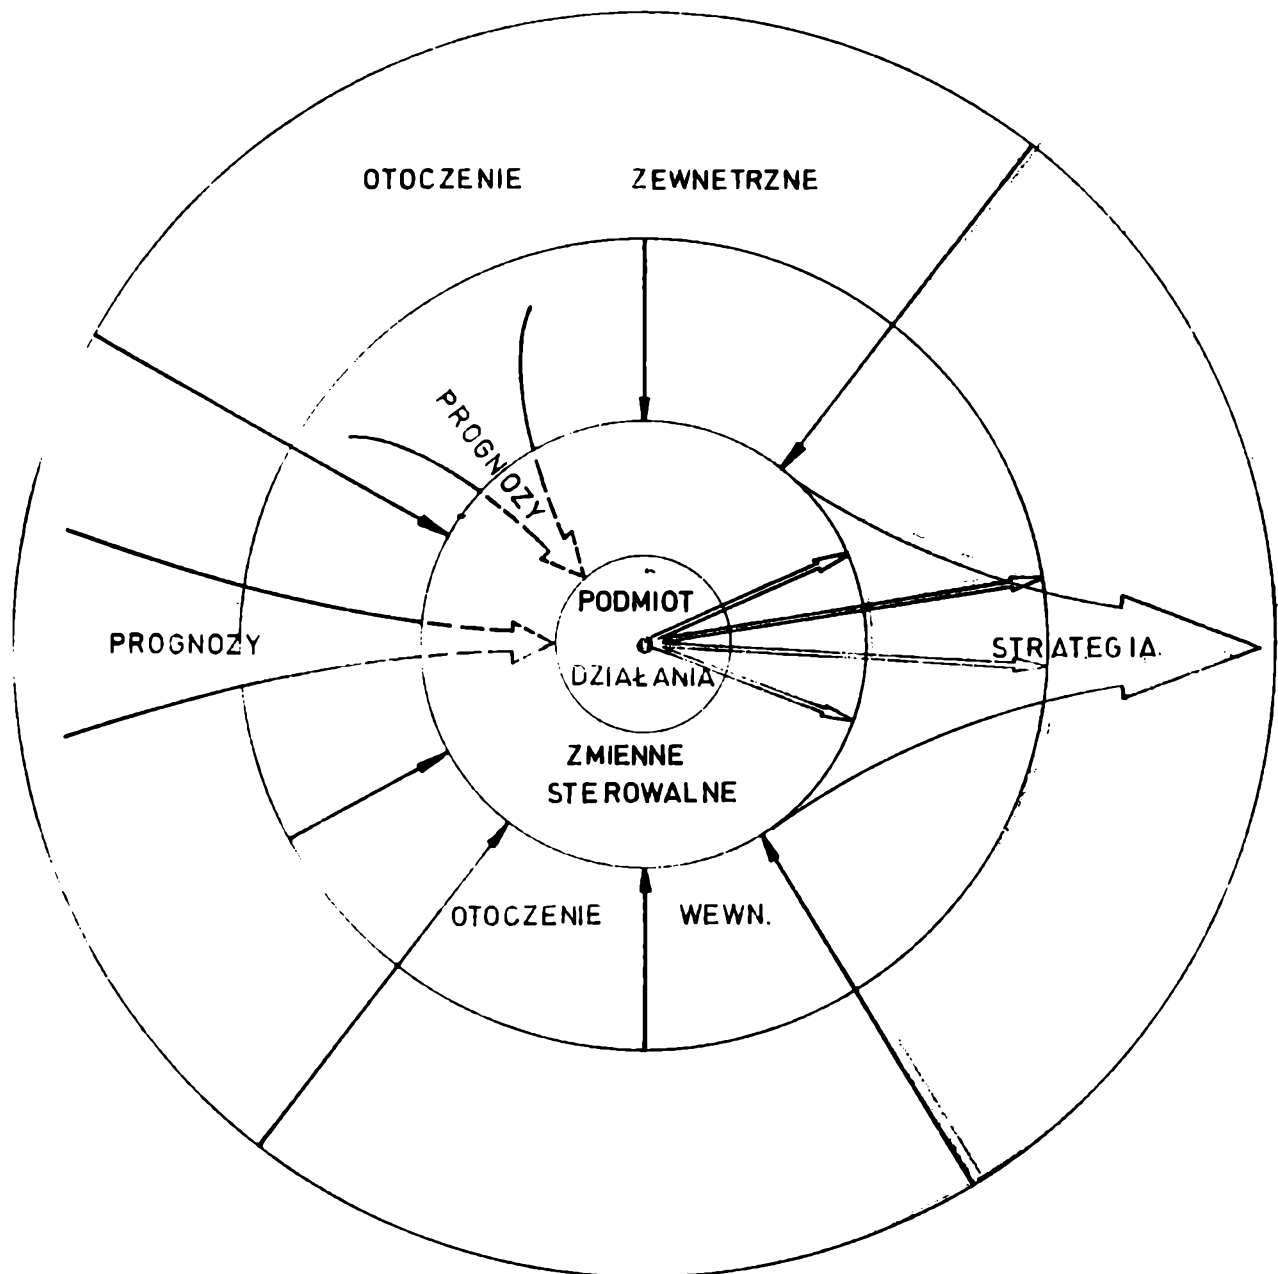 OTOCZENIE ZEWNETRZNE
PROGNOZY
PODMIOT
PROGNOZY
STRATEGIA
DZIAŁANIA
ZMIENNE
STEROWALNE
OTOCZENIE WEWN.